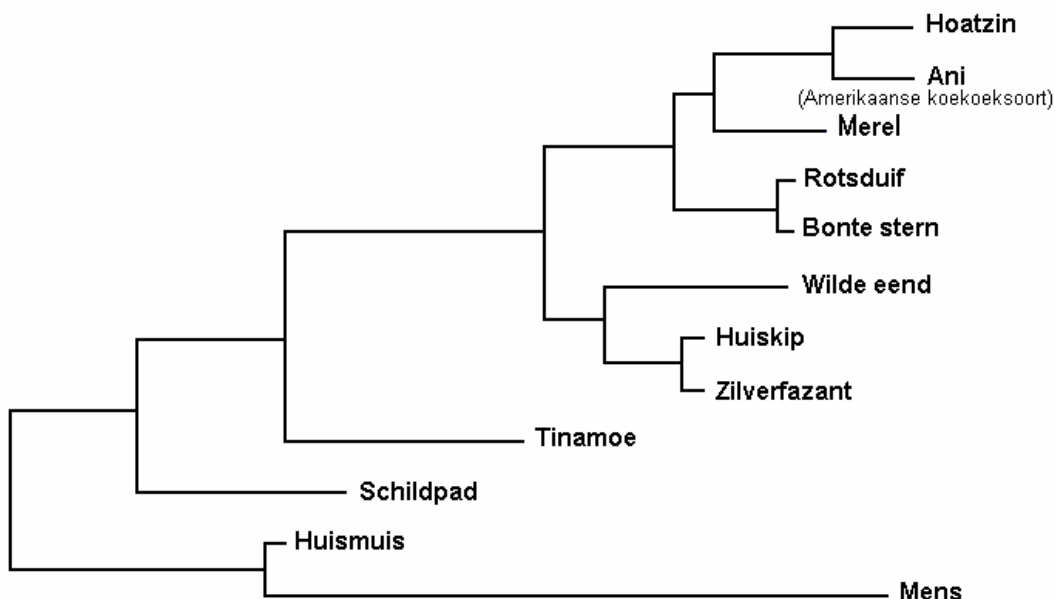 Hoatzin
Ani
(Amerikaanse koekoeksoort)
Merel
Rotsduif
Bonte stern
Wilde eend
Huiskip
Zilverfazant
Tinamoe
Schildpad
Huismuis
Mens